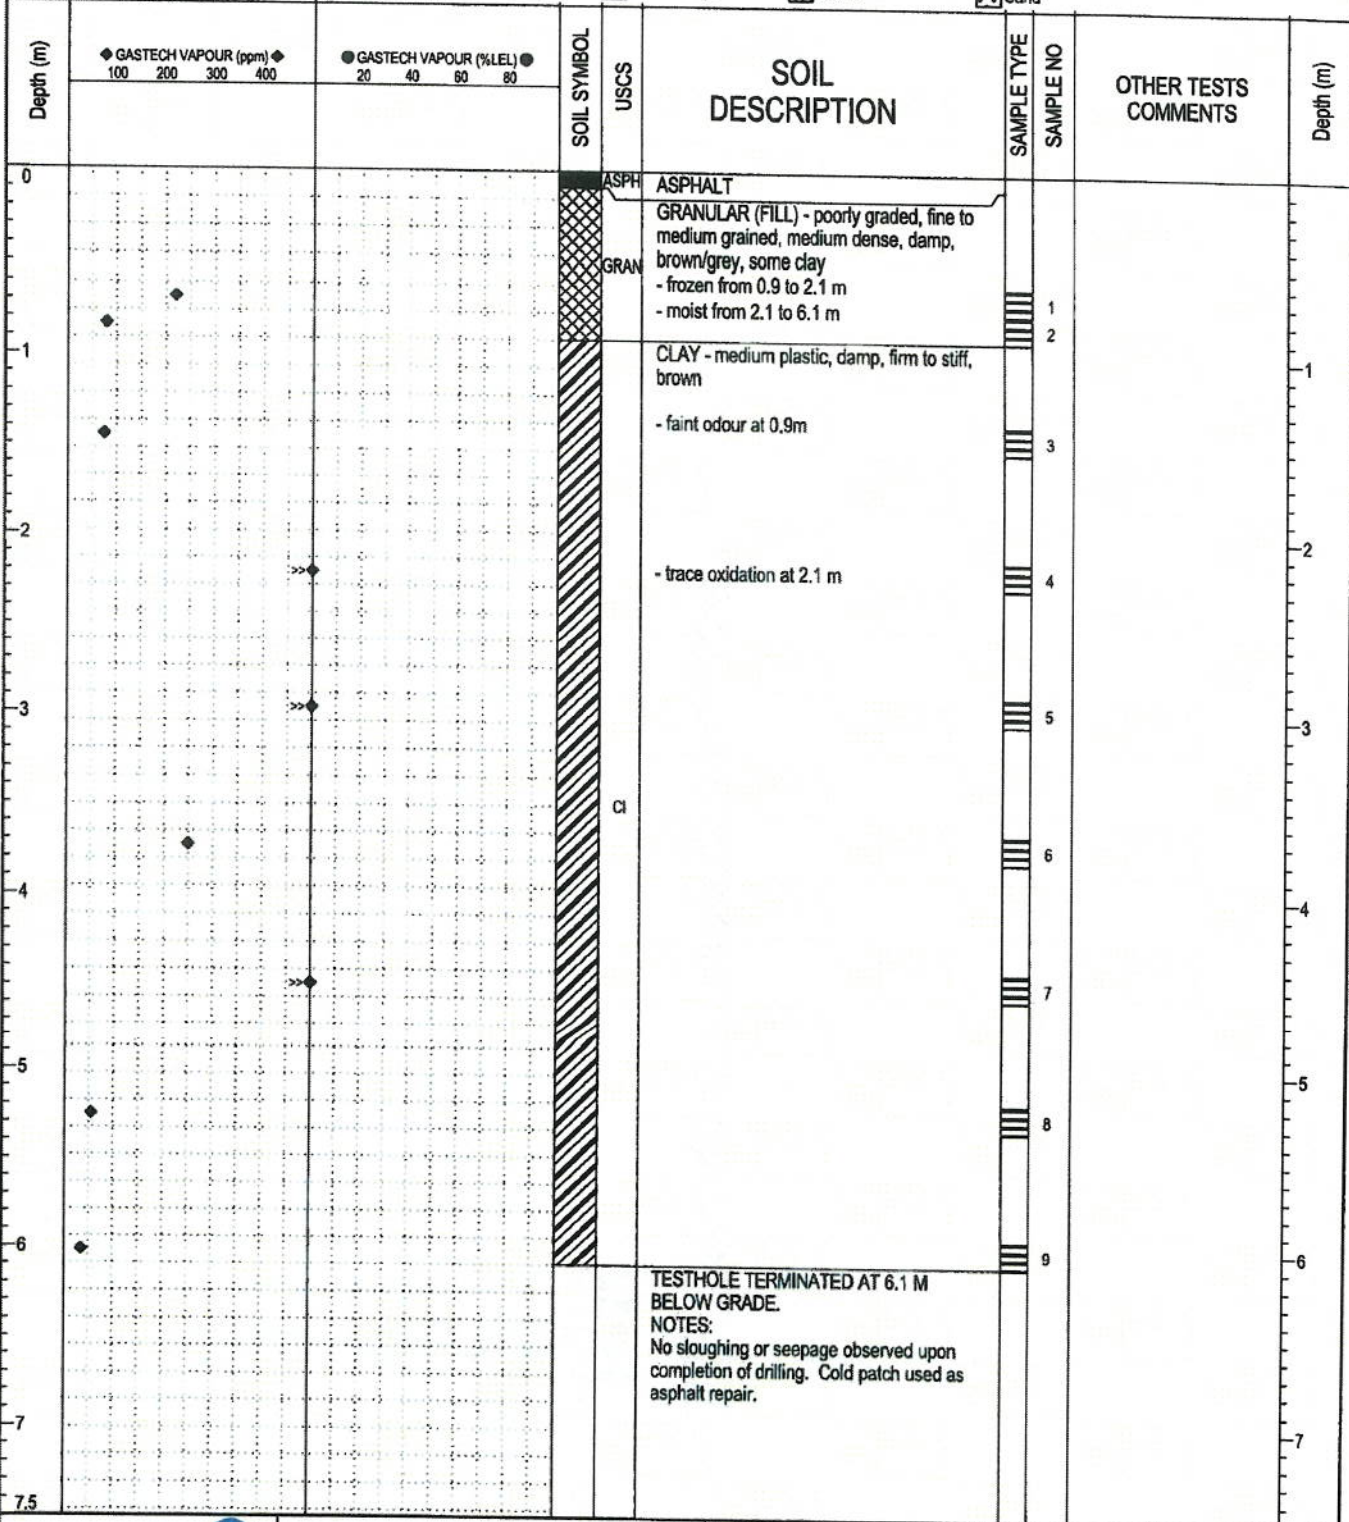 Sand
Depth (m)
◆ GASTECH VAPOUR (ppm) ◆
100 200 300 400
● GASTECH VAPOUR (%LEL) ●
20 40 60 80
SOIL SYMBOL
USCS
SOIL
DESCRIPTION
SAMPLE TYPE
SAMPLE NO
OTHER TESTS
COMMENTS
Depth (m)
0
ASPH
ASPHALT
GRANULAR (FILL) - poorly graded, fine to
medium grained, medium dense, damp,
brown/grey, some clay
GRAN
- frozen from 0.9 to 2.1 m
- moist from 2.1 to 6.1 m
1
2
1
CLAY - medium plastic, damp, firm to stiff,
brown
1
- faint odour at 0.9m
3
2
2
>>
- trace oxidation at 2.1 m
4
3
>>
5
3
CI
6
4
4
>>
7
5
5
8
6
9
6
TESTHOLE TERMINATED AT 6.1 M
BELOW GRADE.
NOTES:
No sloughing or seepage observed upon
completion of drilling. Cold patch used as
asphalt repair.
7
7
7.5